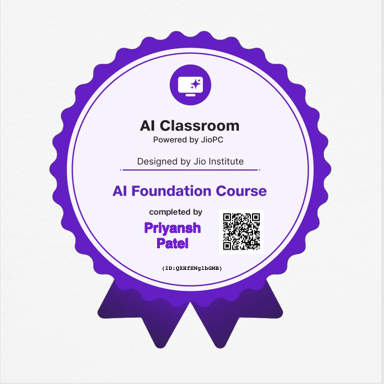 AI Classroom
Powered by JioPC
Designed by Jio Institute
AI Foundation Course
completed by
Priyansh
Patel